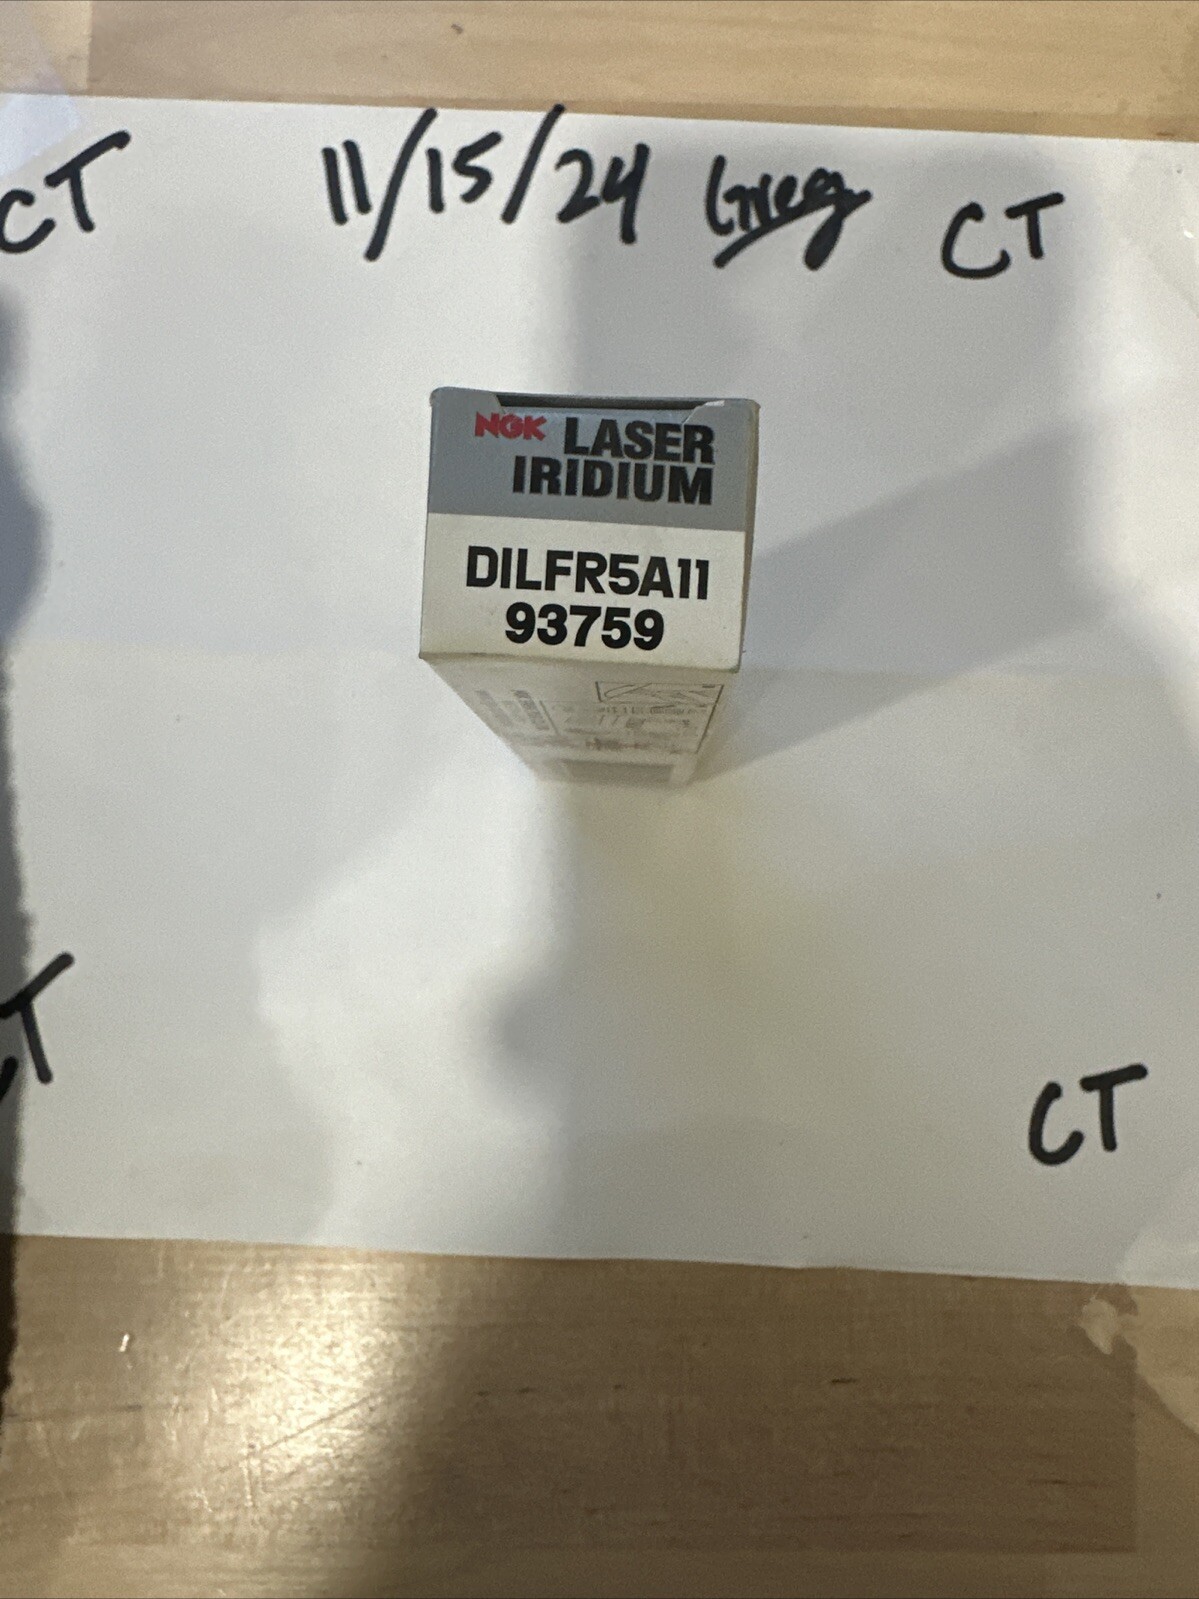 CT 11/15/24 Greg CT
NGK LASER
IRIDIUM
DILFR5A11
93759
CT